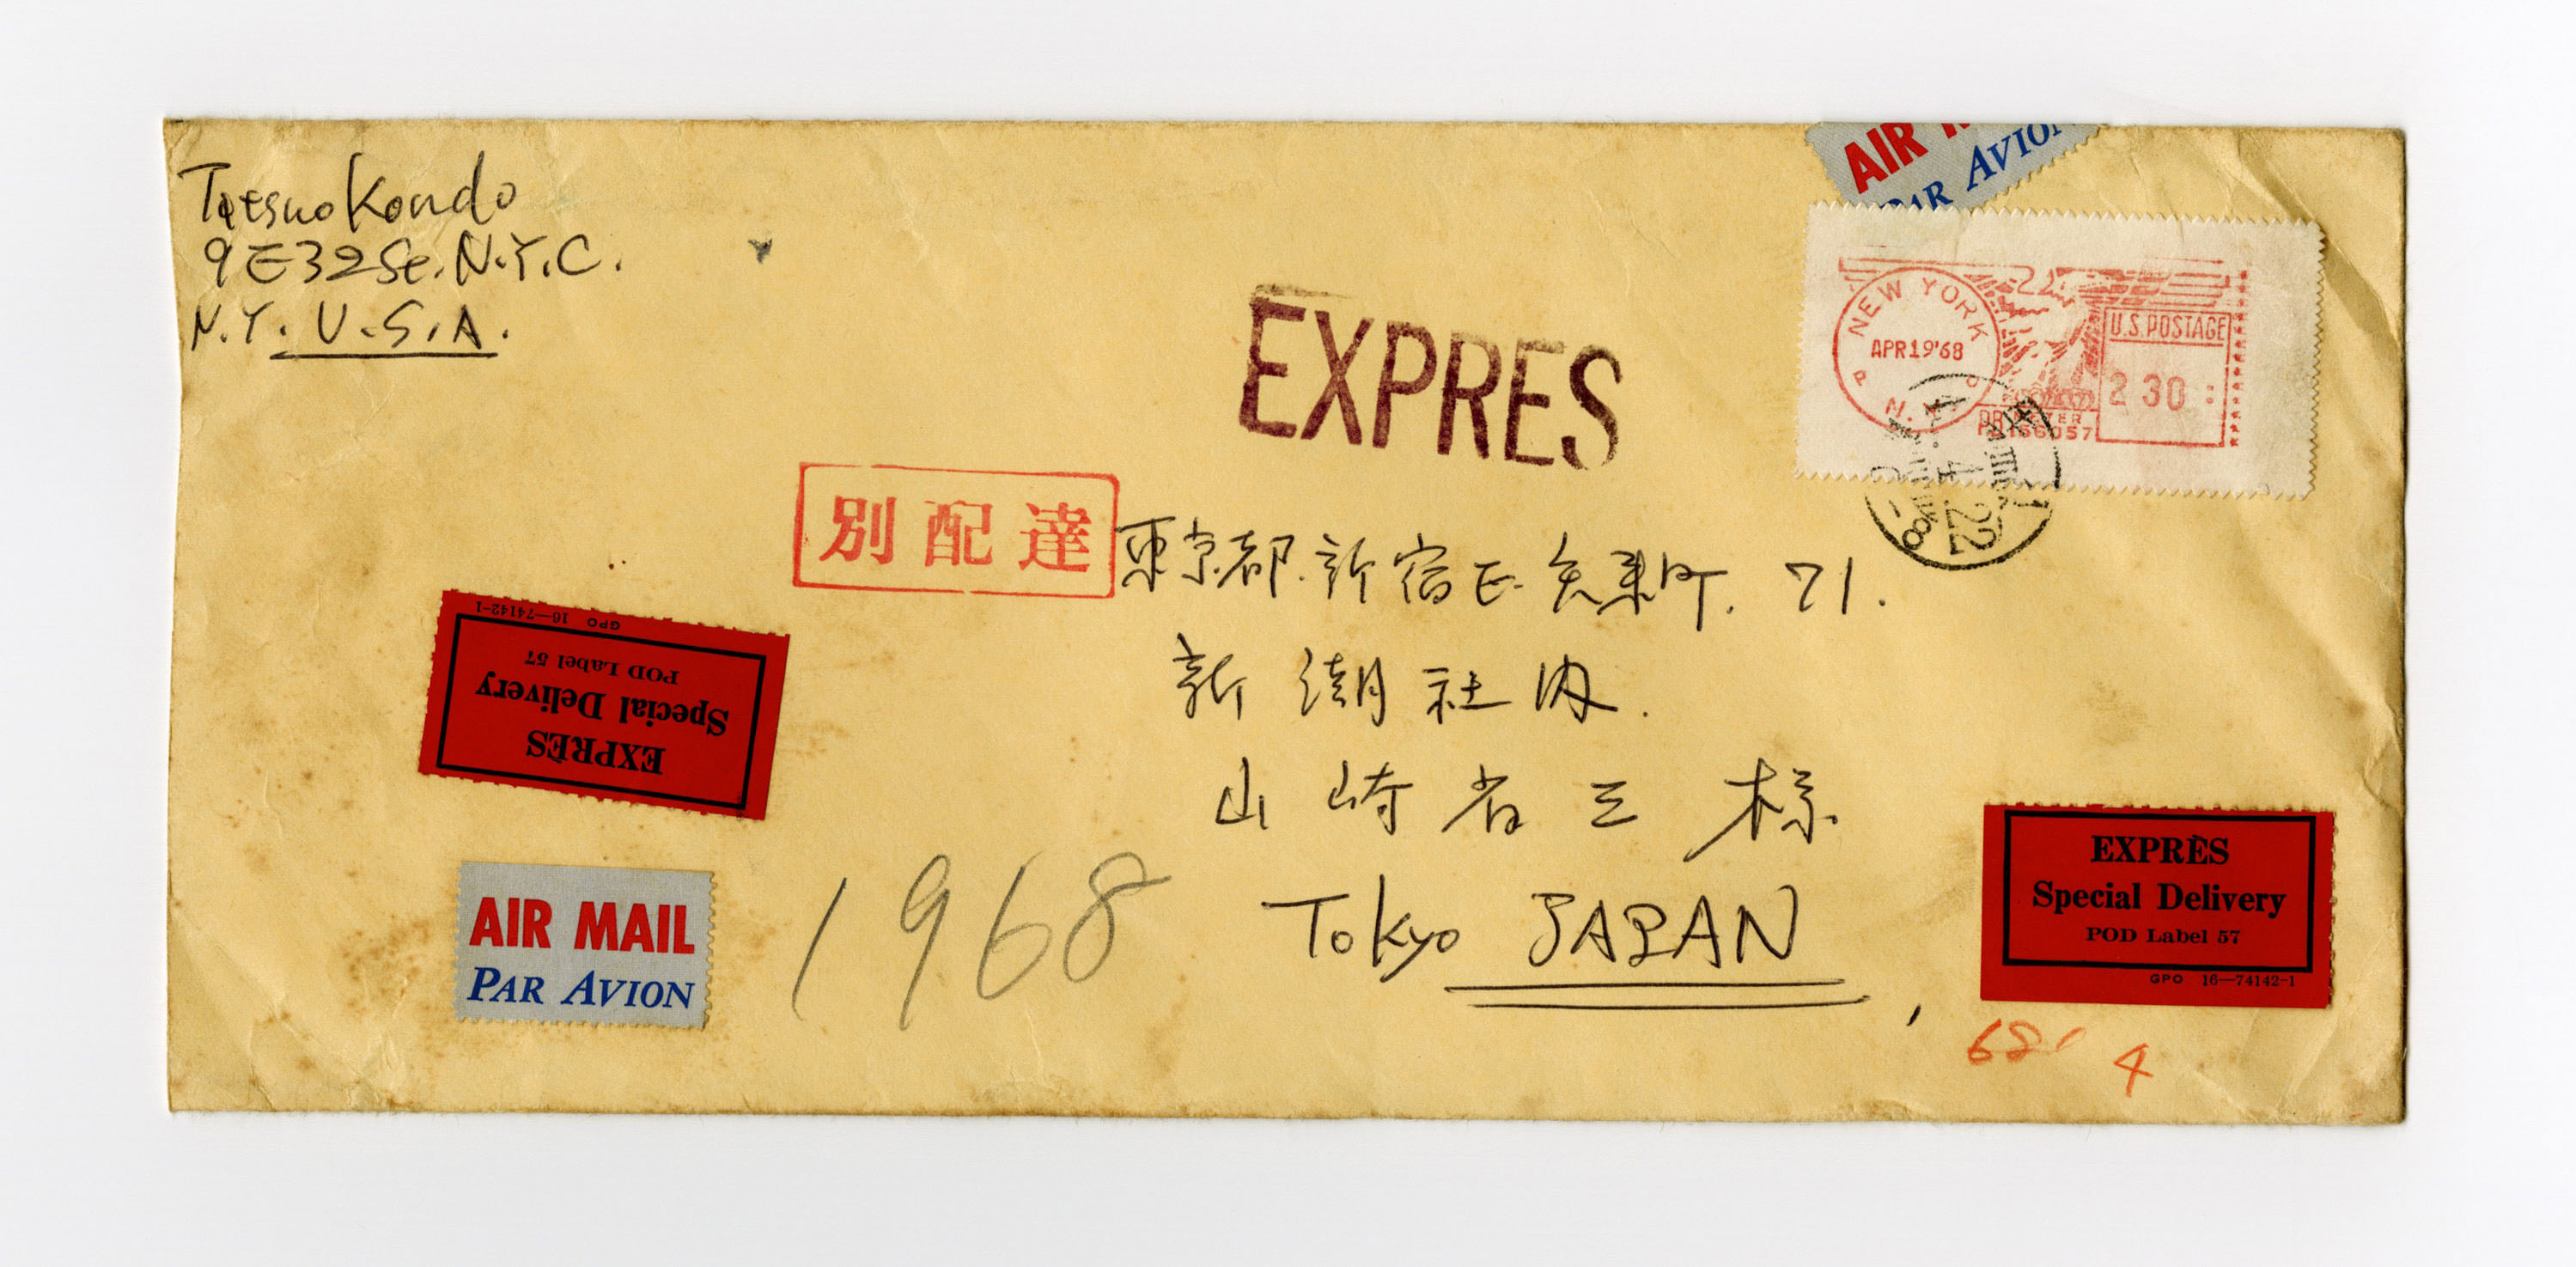 Tatsuo Kondo
9 E 32 St. N.Y.C.
N.Y. U.S.A.
AIR
PAR AVION
NEW YORK
APR 19 '68
N.Y.
U.S. POSTAGE
2 30
EXPRES
別配達
東京都.新宿区矢来町.71.
新潮社内.
山崎省三様
Tokyo JAPAN
GPO 16—74142-1
POD Label 57
Special Delivery
EXPRÈS
AIR MAIL
PAR AVION
1968
EXPRÈS
Special Delivery
POD Label 57
GPO 16—74142-1
68' 4